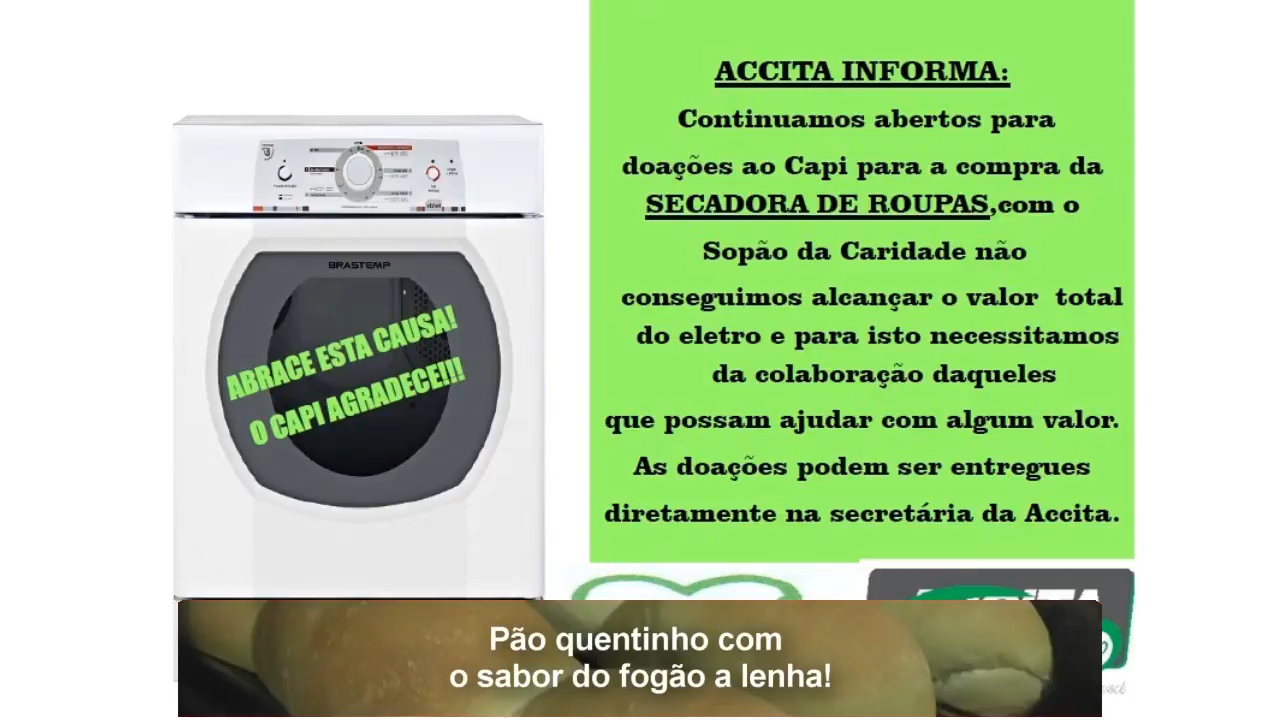 ACCITA INFORMA:
Continuamos abertos para
doações ao Capi para a compra da
SECADORA DE ROUPAS,com o
Sopão da Caridade não
conseguimos alcançar o valor total
do eletro e para isto necessitamos
da colaboração daqueles
que possam ajudar com algum valor.
As doações podem ser entregues
diretamente na secretária da Accita.
BRASTEMP
ABRACE ESTA CAUSA!
O CAPI AGRADECE!!!
Pão quentinho com
o sabor do fogão a lenha!